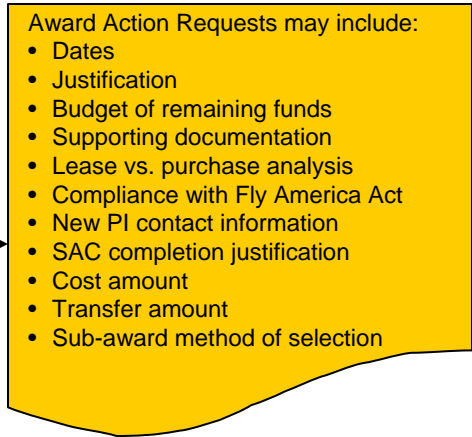 Award Action Requests may include:
• Dates
• Justification
• Budget of remaining funds
• Supporting documentation
• Lease vs. purchase analysis
• Compliance with Fly America Act
• New PI contact information
• SAC completion justification
• Cost amount
• Transfer amount
• Sub-award method of selection